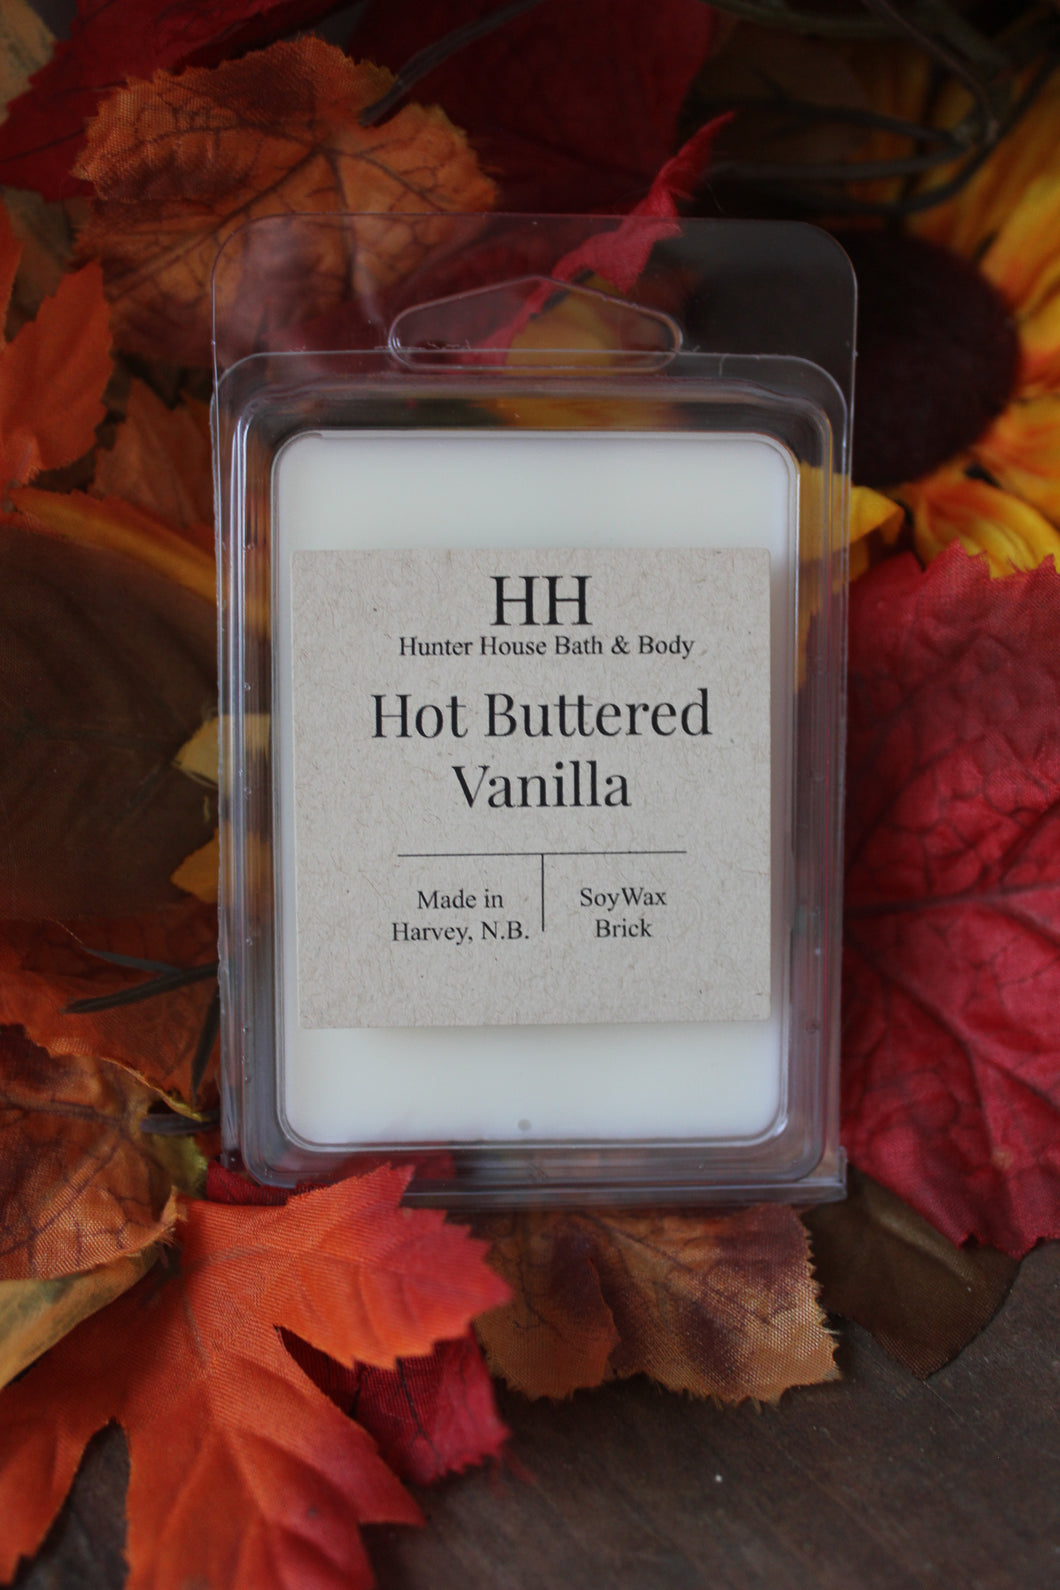 HH
Hunter House Bath & Body
Hot Buttered
Vanilla
Made in
Harvey, N.B.
SoyWax
Brick